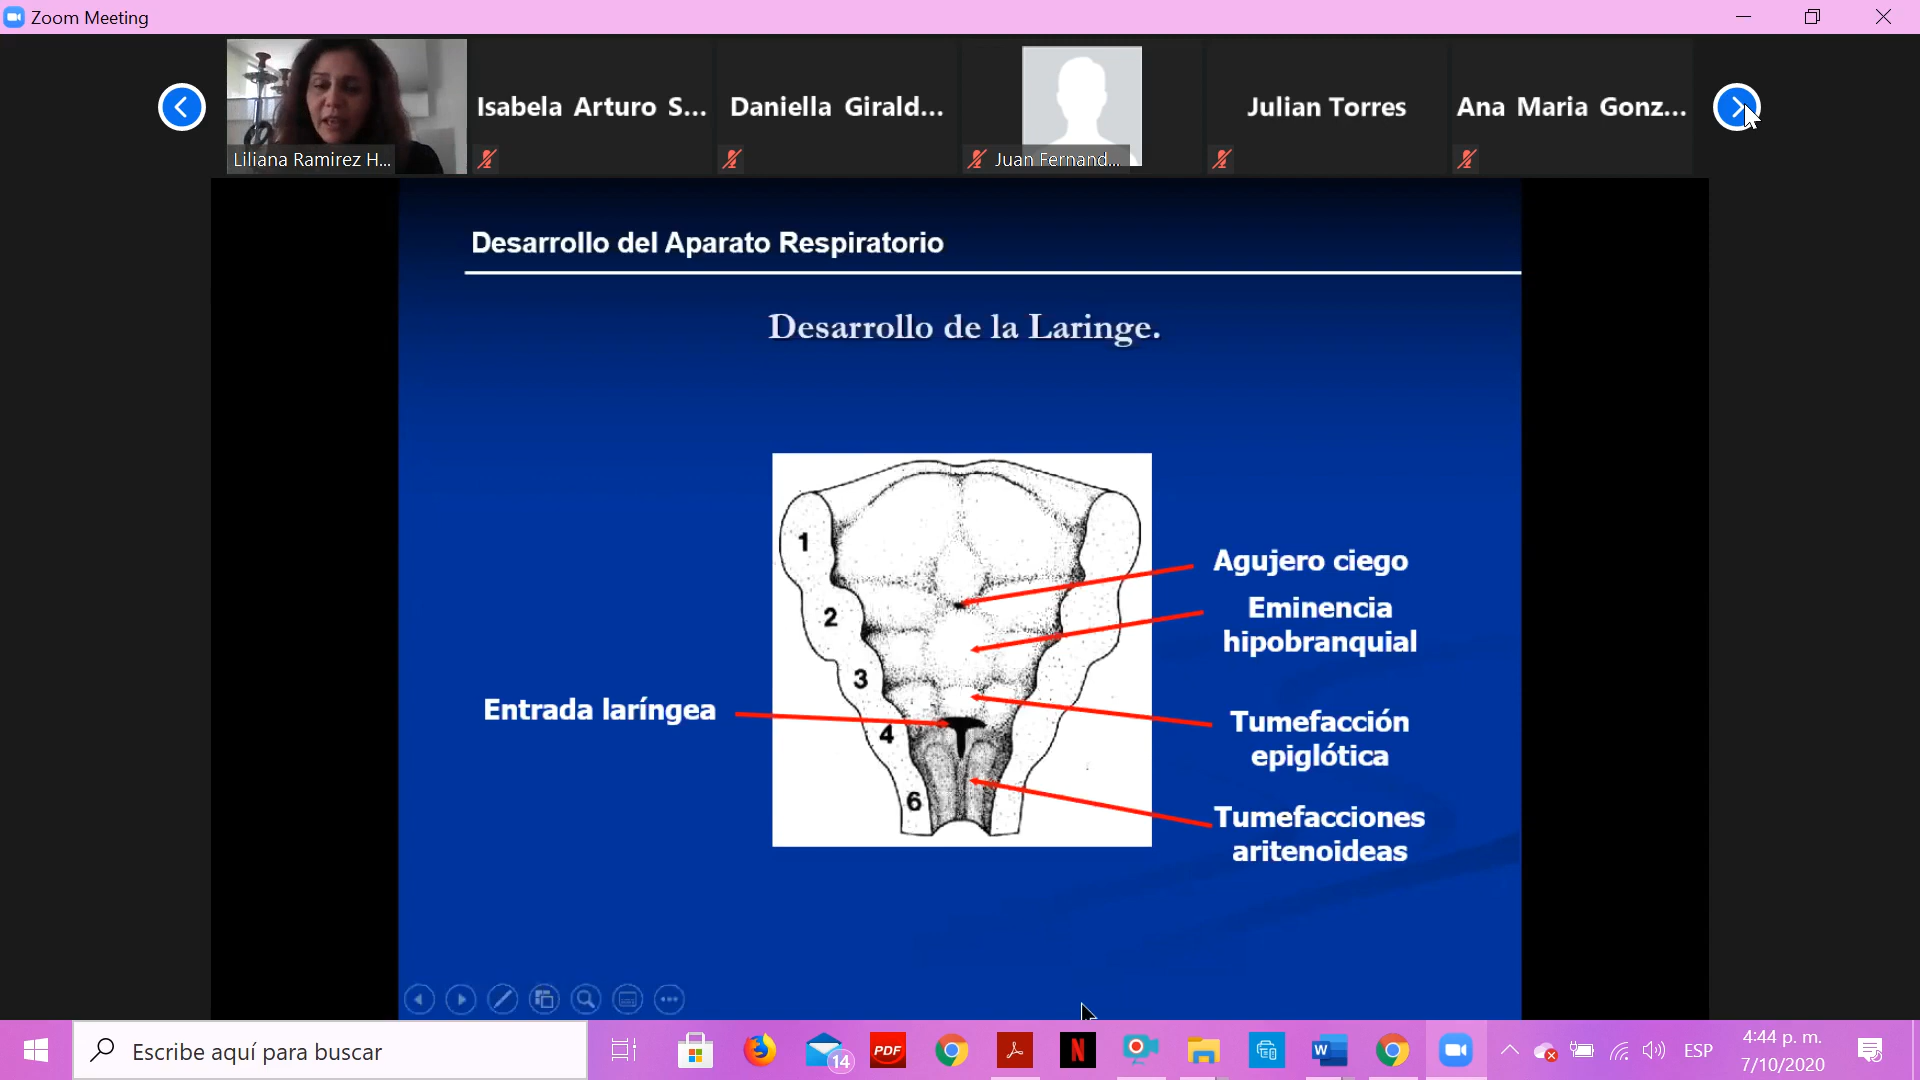 Zoom Meeting
Liliana Ramirez H...
Isabela Arturo S...
Daniella Girald...
Juan Fernand...
Julian Torres
Ana Maria Gonz...
Desarrollo del Aparato Respiratorio
Desarrollo de la Laringe.
1
2
3
4
6
Entrada laríngea
Agujero ciego
Eminencia
hipobranquial
Tumefacción
epiglótica
Tumefacciones
aritenoideas
Escribe aquí para buscar
14
PDF
N
W
ESP
4:44 p. m.
7/10/2020